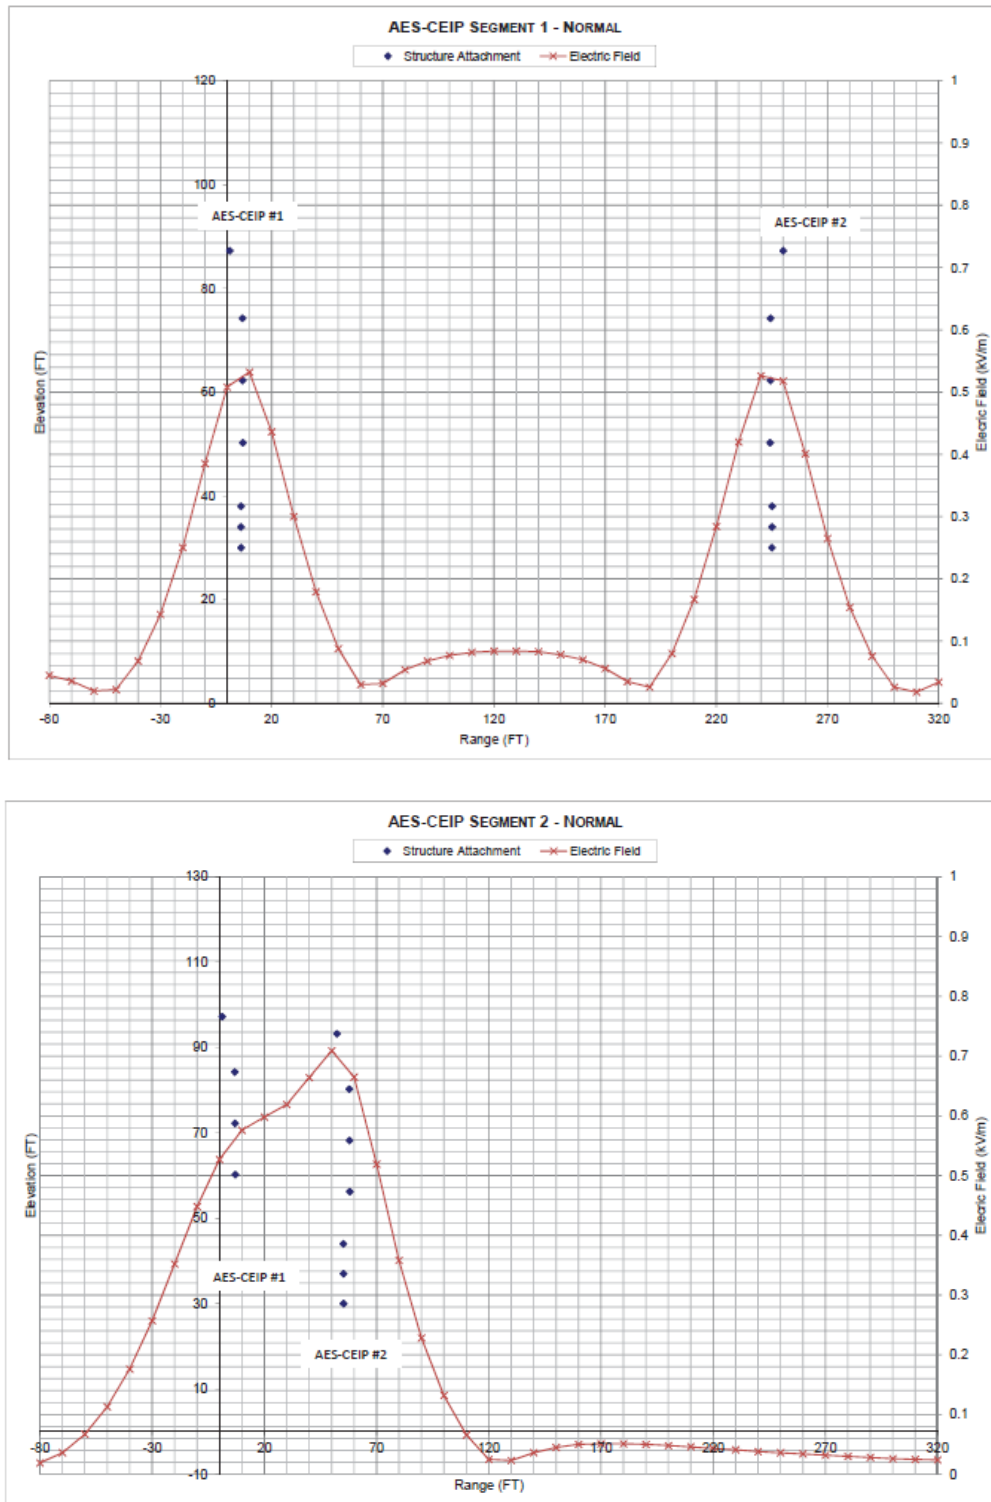 AES-CEIP SEGMENT 1 - NORMAL
Structure Attachment Electric Field
120 1
0.9
100 0.8
AES-CEIP #1 AES-CEIP #2
0.7
80
0.6
Elevation (FT)
60 0.5
Elecric Field (kV/m)
0.4
40
0.3
20 0.2
0.1
0 0
-80 -30 20 70 120 170 220 270 320
Range (FT)
AES-CEIP SEGMENT 2 - NORMAL
Structure Attachment Electric Field
130 1
0.9
110
0.8
90
0.7
70 0.6
Elevation (FT)
0.5
Elecric Field (kV/m)
50
0.4
AES-CEIP #1
30 0.3
AES-CEIP #2
0.2
10
0.1
-80 -30 20 70 120 170 220 270 320
-10 0
Range (FT)